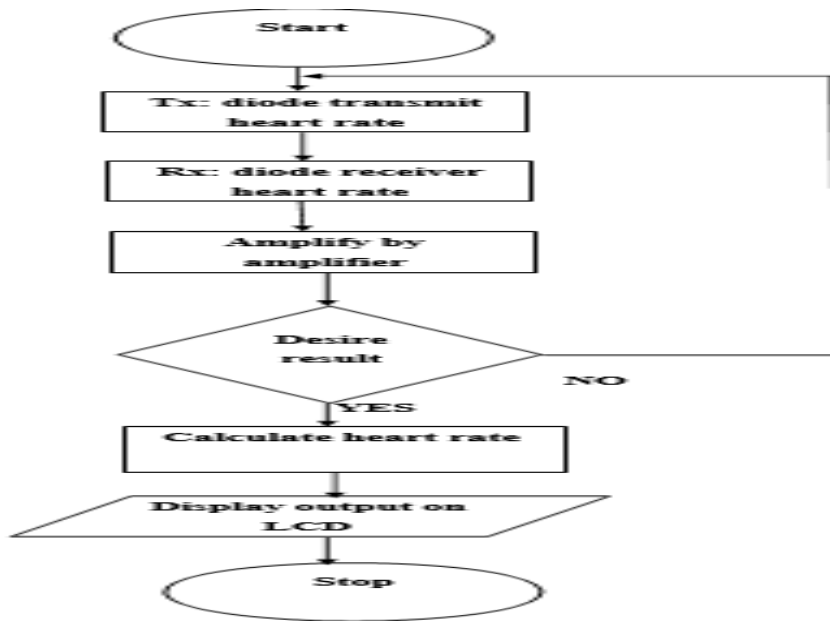 Start
Tx: diode transmit
heart rate
Rx: diode receiver
heart rate
Amplify by
amplifier
Desire
result
NO
YES
Calculate heart rate
Display output on
LCD
Stop